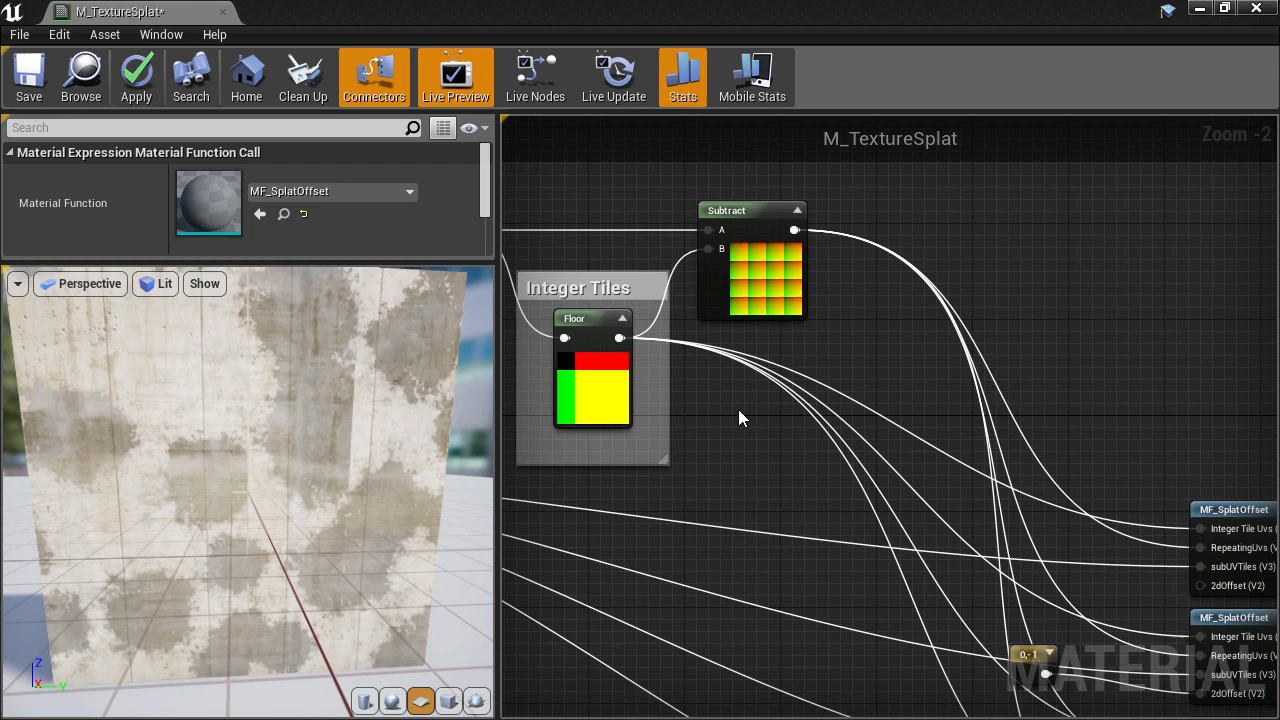 M_TextureSplat*
File Edit Asset Window Help
Save Browse Apply Search Home Clean Up Connectors Live Preview Live Nodes Live Update Stats Mobile Stats
Search
Material Expression Material Function Call
Material Function
MF_SplatOffset
Perspective Lit Show
Z
X Y
M_TextureSplat
Zoom -2
Subtract
A
B
Integer Tiles
Floor
MF_SplatOffset
Integer Tile Uvs (
RepeatingUvs (V
subUVTiles (V3)
2dOffset (V2)
MF_SplatOffset
Integer Tile Uvs (
RepeatingUvs (V
subUVTiles (V3)
2dOffset (V2)
0,-1
MATERIAL